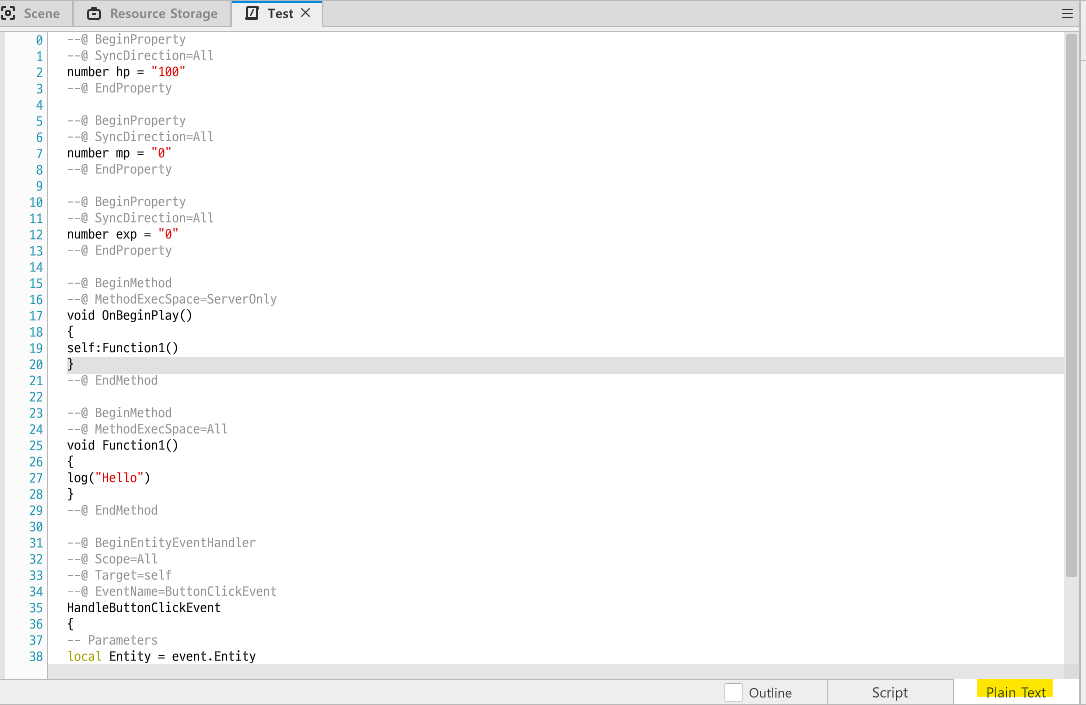 Scene Resource Storage Test
0 --@ BeginProperty
1 --@ SyncDirection=All
2 number hp = "100"
3 --@ EndProperty
4
5 --@ BeginProperty
6 --@ SyncDirection=All
7 number mp = "0"
8 --@ EndProperty
9
10 --@ BeginProperty
11 --@ SyncDirection=All
12 number exp = "0"
13 --@ EndProperty
14
15 --@ BeginMethod
16 --@ MethodExecSpace=ServerOnly
17 void OnBeginPlay()
18 {
19 self:Function1()
20 }
21 --@ EndMethod
22
23 --@ BeginMethod
24 --@ MethodExecSpace=All
25 void Function1()
26 {
27 log("Hello")
28 }
29 --@ EndMethod
30
31 --@ BeginEntityEventHandler
32 --@ Scope=All
33 --@ Target=self
34 --@ EventName=ButtonClickEvent
35 HandleButtonClickEvent
36 {
37 -- Parameters
38 local Entity = event.Entity
Outline Script Plain Text